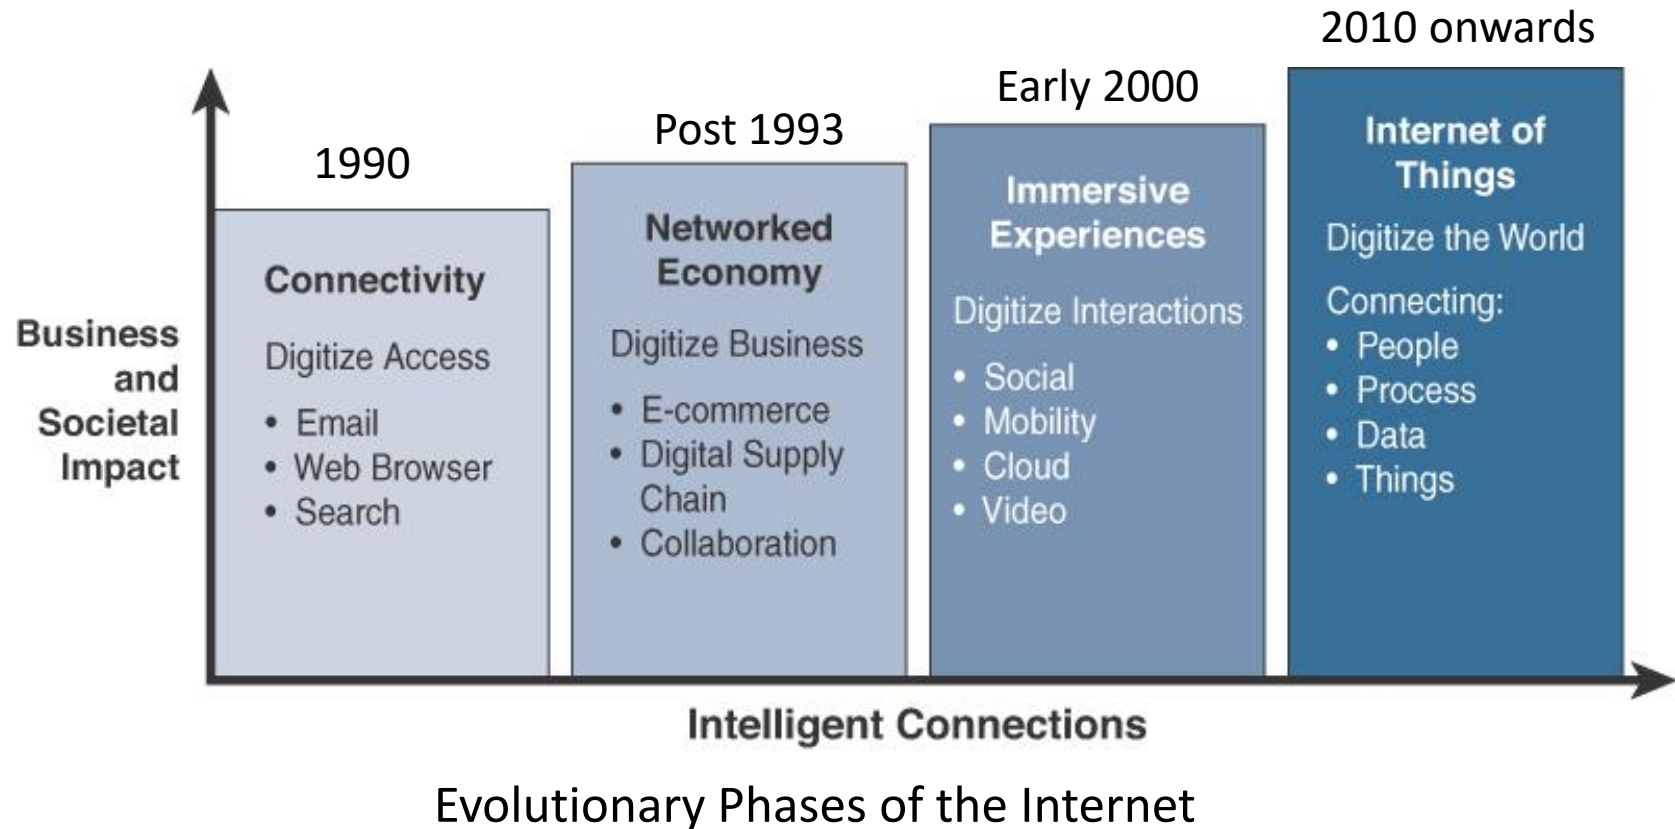 1990
Post 1993
Early 2000
2010 onwards
Business
and
Societal
Impact
Connectivity
Digitize Access
• Email
• Web Browser
• Search
Networked
Economy
Digitize Business
• E-commerce
• Digital Supply
Chain
• Collaboration
Immersive
Experiences
Digitize Interactions
• Social
• Mobility
• Cloud
• Video
Internet of
Things
Digitize the World
Connecting:
• People
• Process
• Data
• Things
Intelligent Connections
Evolutionary Phases of the Internet